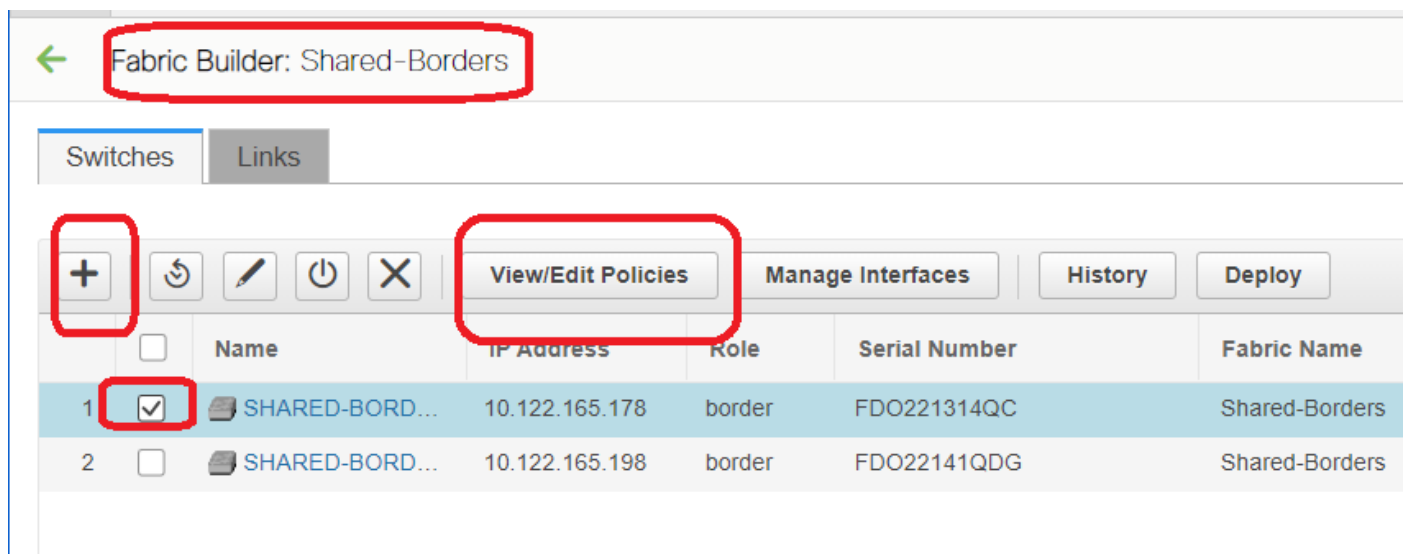 Fabric Builder: Shared-Borders
Switches Links
View/Edit Policies Manage Interfaces History Deploy
Name IP Address Role Serial Number Fabric Name
1 SHARED-BORD... 10.122.165.178 border FDO221314QC Shared-Borders
2 SHARED-BORD... 10.122.165.198 border FDO22141QDG Shared-Borders